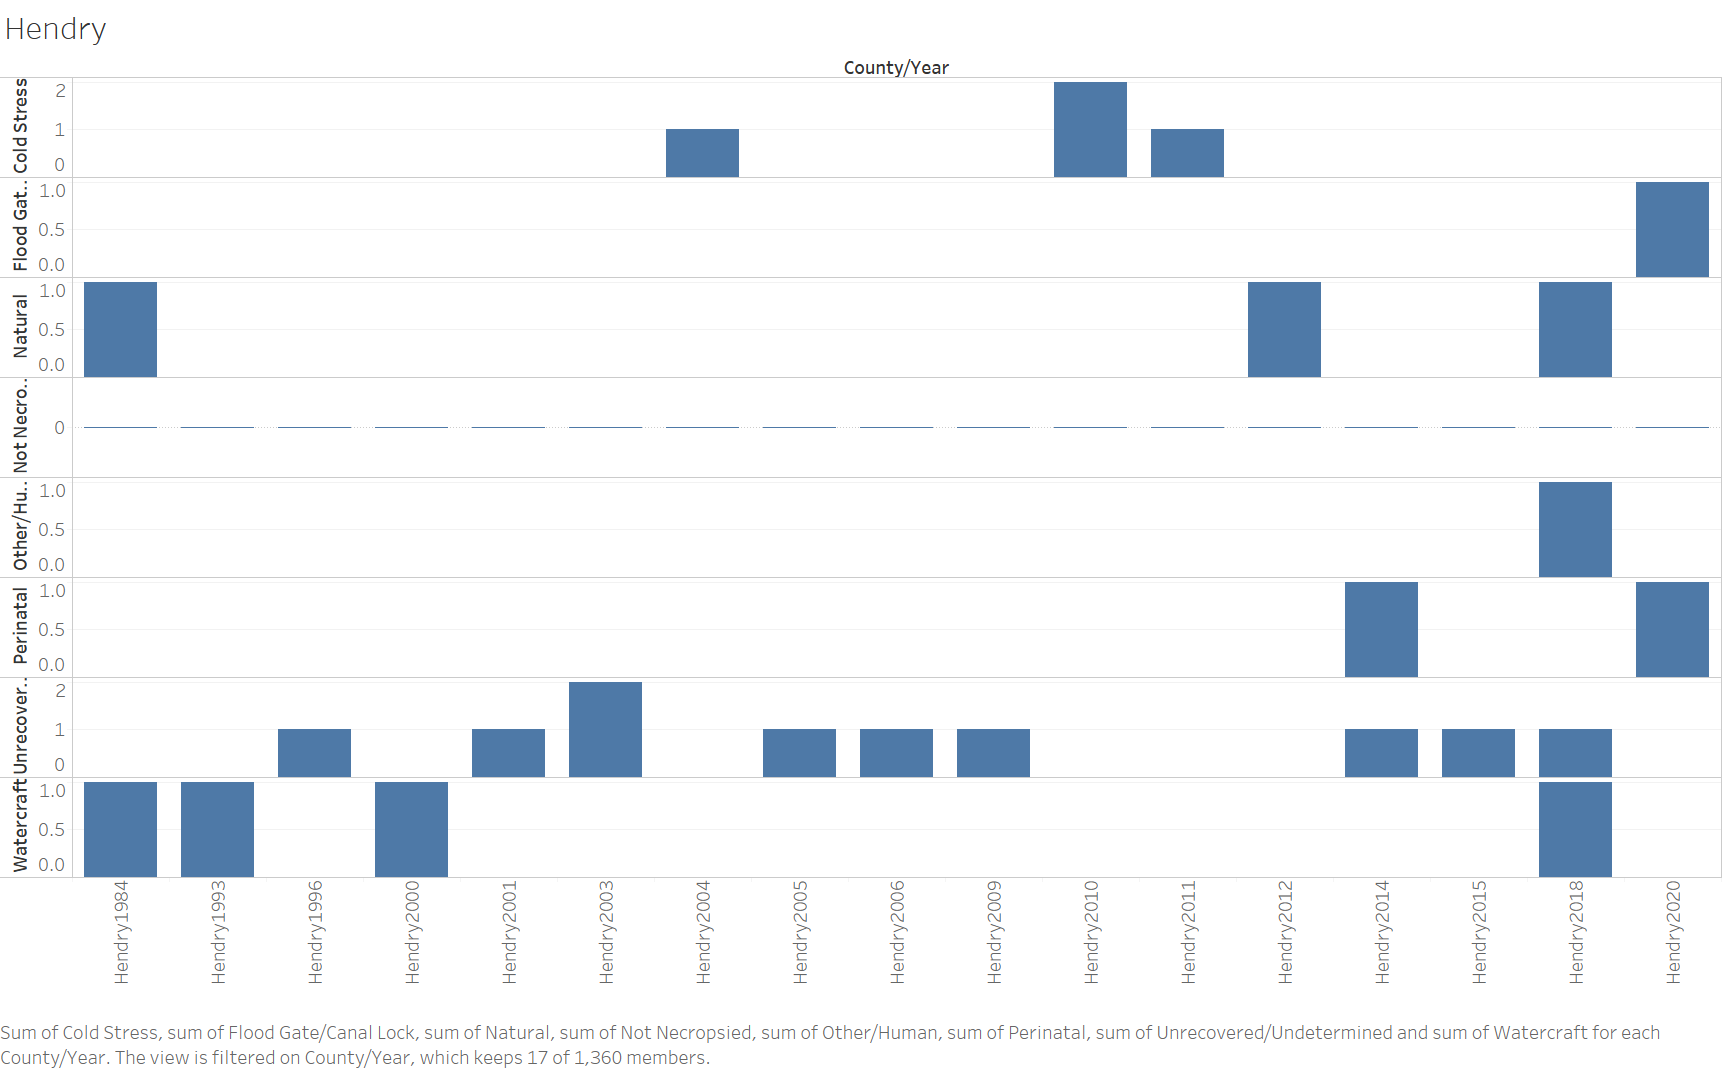 Hendry
County/Year
Cold Stress
2
1
0
Flood Gat..
1.0
0.5
0.0
Natural
1.0
0.5
0.0
Not Necro..
0
Other/Hu..
1.0
0.5
0.0
Perinatal
1.0
0.5
0.0
Unrecover..
2
1
0
Watercraft
1.0
0.5
0.0
Hendry1984
Hendry1993
Hendry1996
Hendry2000
Hendry2001
Hendry2003
Hendry2004
Hendry2005
Hendry2006
Hendry2009
Hendry2010
Hendry2011
Hendry2012
Hendry2014
Hendry2015
Hendry2018
Hendry2020
Sum of Cold Stress, sum of Flood Gate/Canal Lock, sum of Natural, sum of Not Necropsied, sum of Other/Human, sum of Perinatal, sum of Unrecovered/Undetermined and sum of Watercraft for each
County/Year. The view is filtered on County/Year, which keeps 17 of 1,360 members.